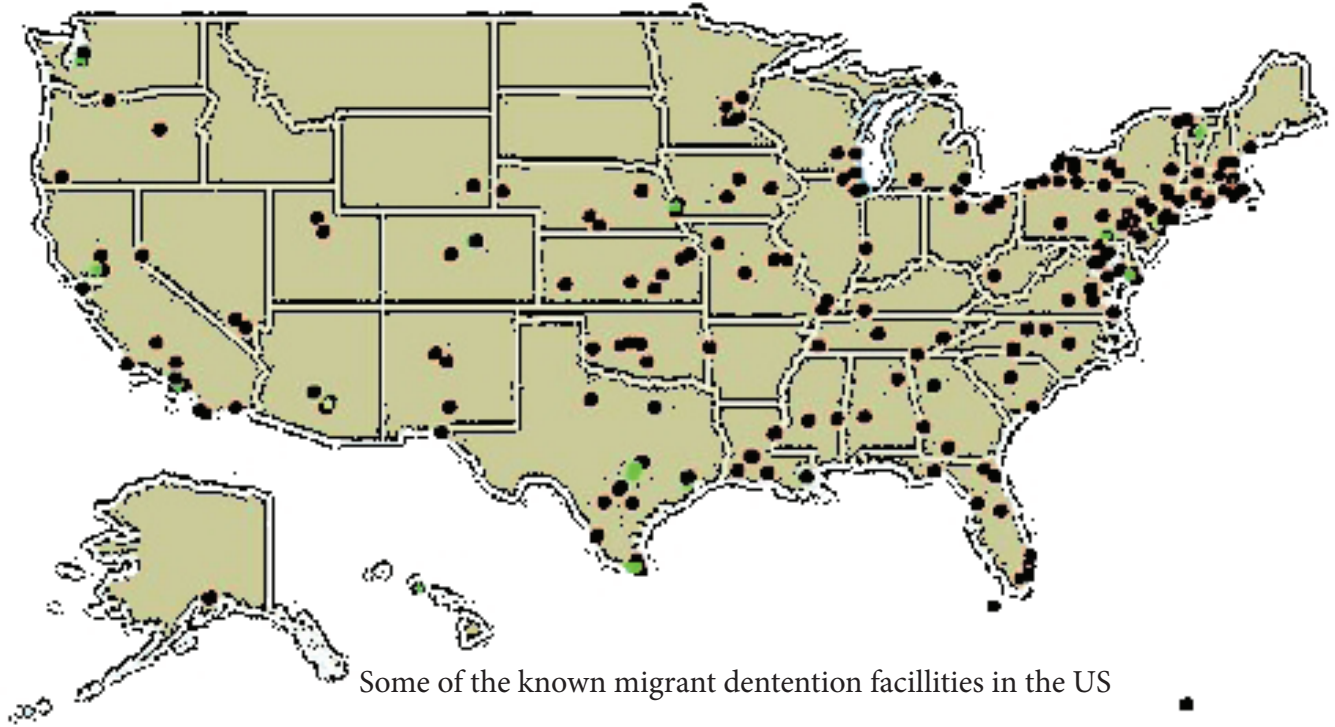 Some of the known migrant dentention facillities in the US